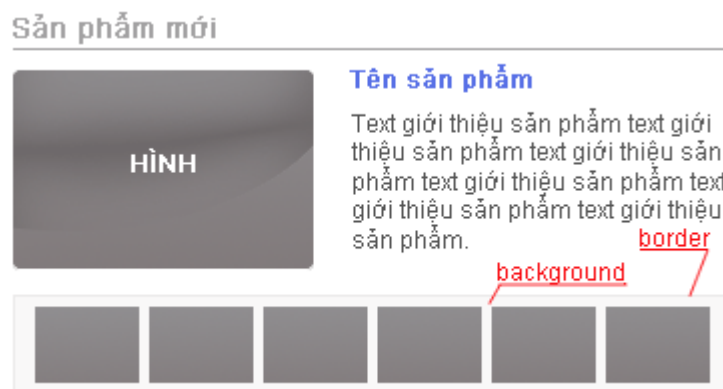 Sản phẩm mới
Tên sản phẩm
HÌNH
Text giới thiệu sản phẩm text giới
thiệu sản phẩm text giới thiệu sản
phẩm text giới thiệu sản phẩm text
giới thiệu sản phẩm text giới thiệu
sản phẩm.
border
background